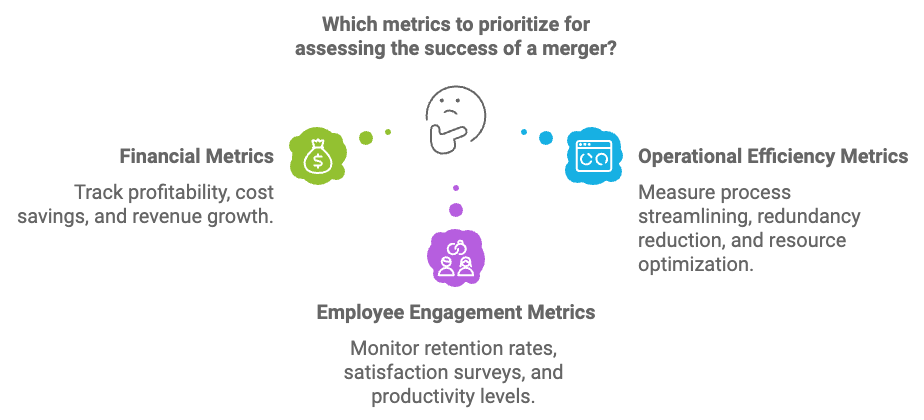 Which metrics to prioritize for
assessing the success of a merger?
Financial Metrics
Track profitability, cost
savings, and revenue growth.
$
Operational Efficiency Metrics
Measure process
streamlining, redundancy
reduction, and resource
optimization.
Employee Engagement Metrics
Monitor retention rates,
satisfaction surveys, and
productivity levels.